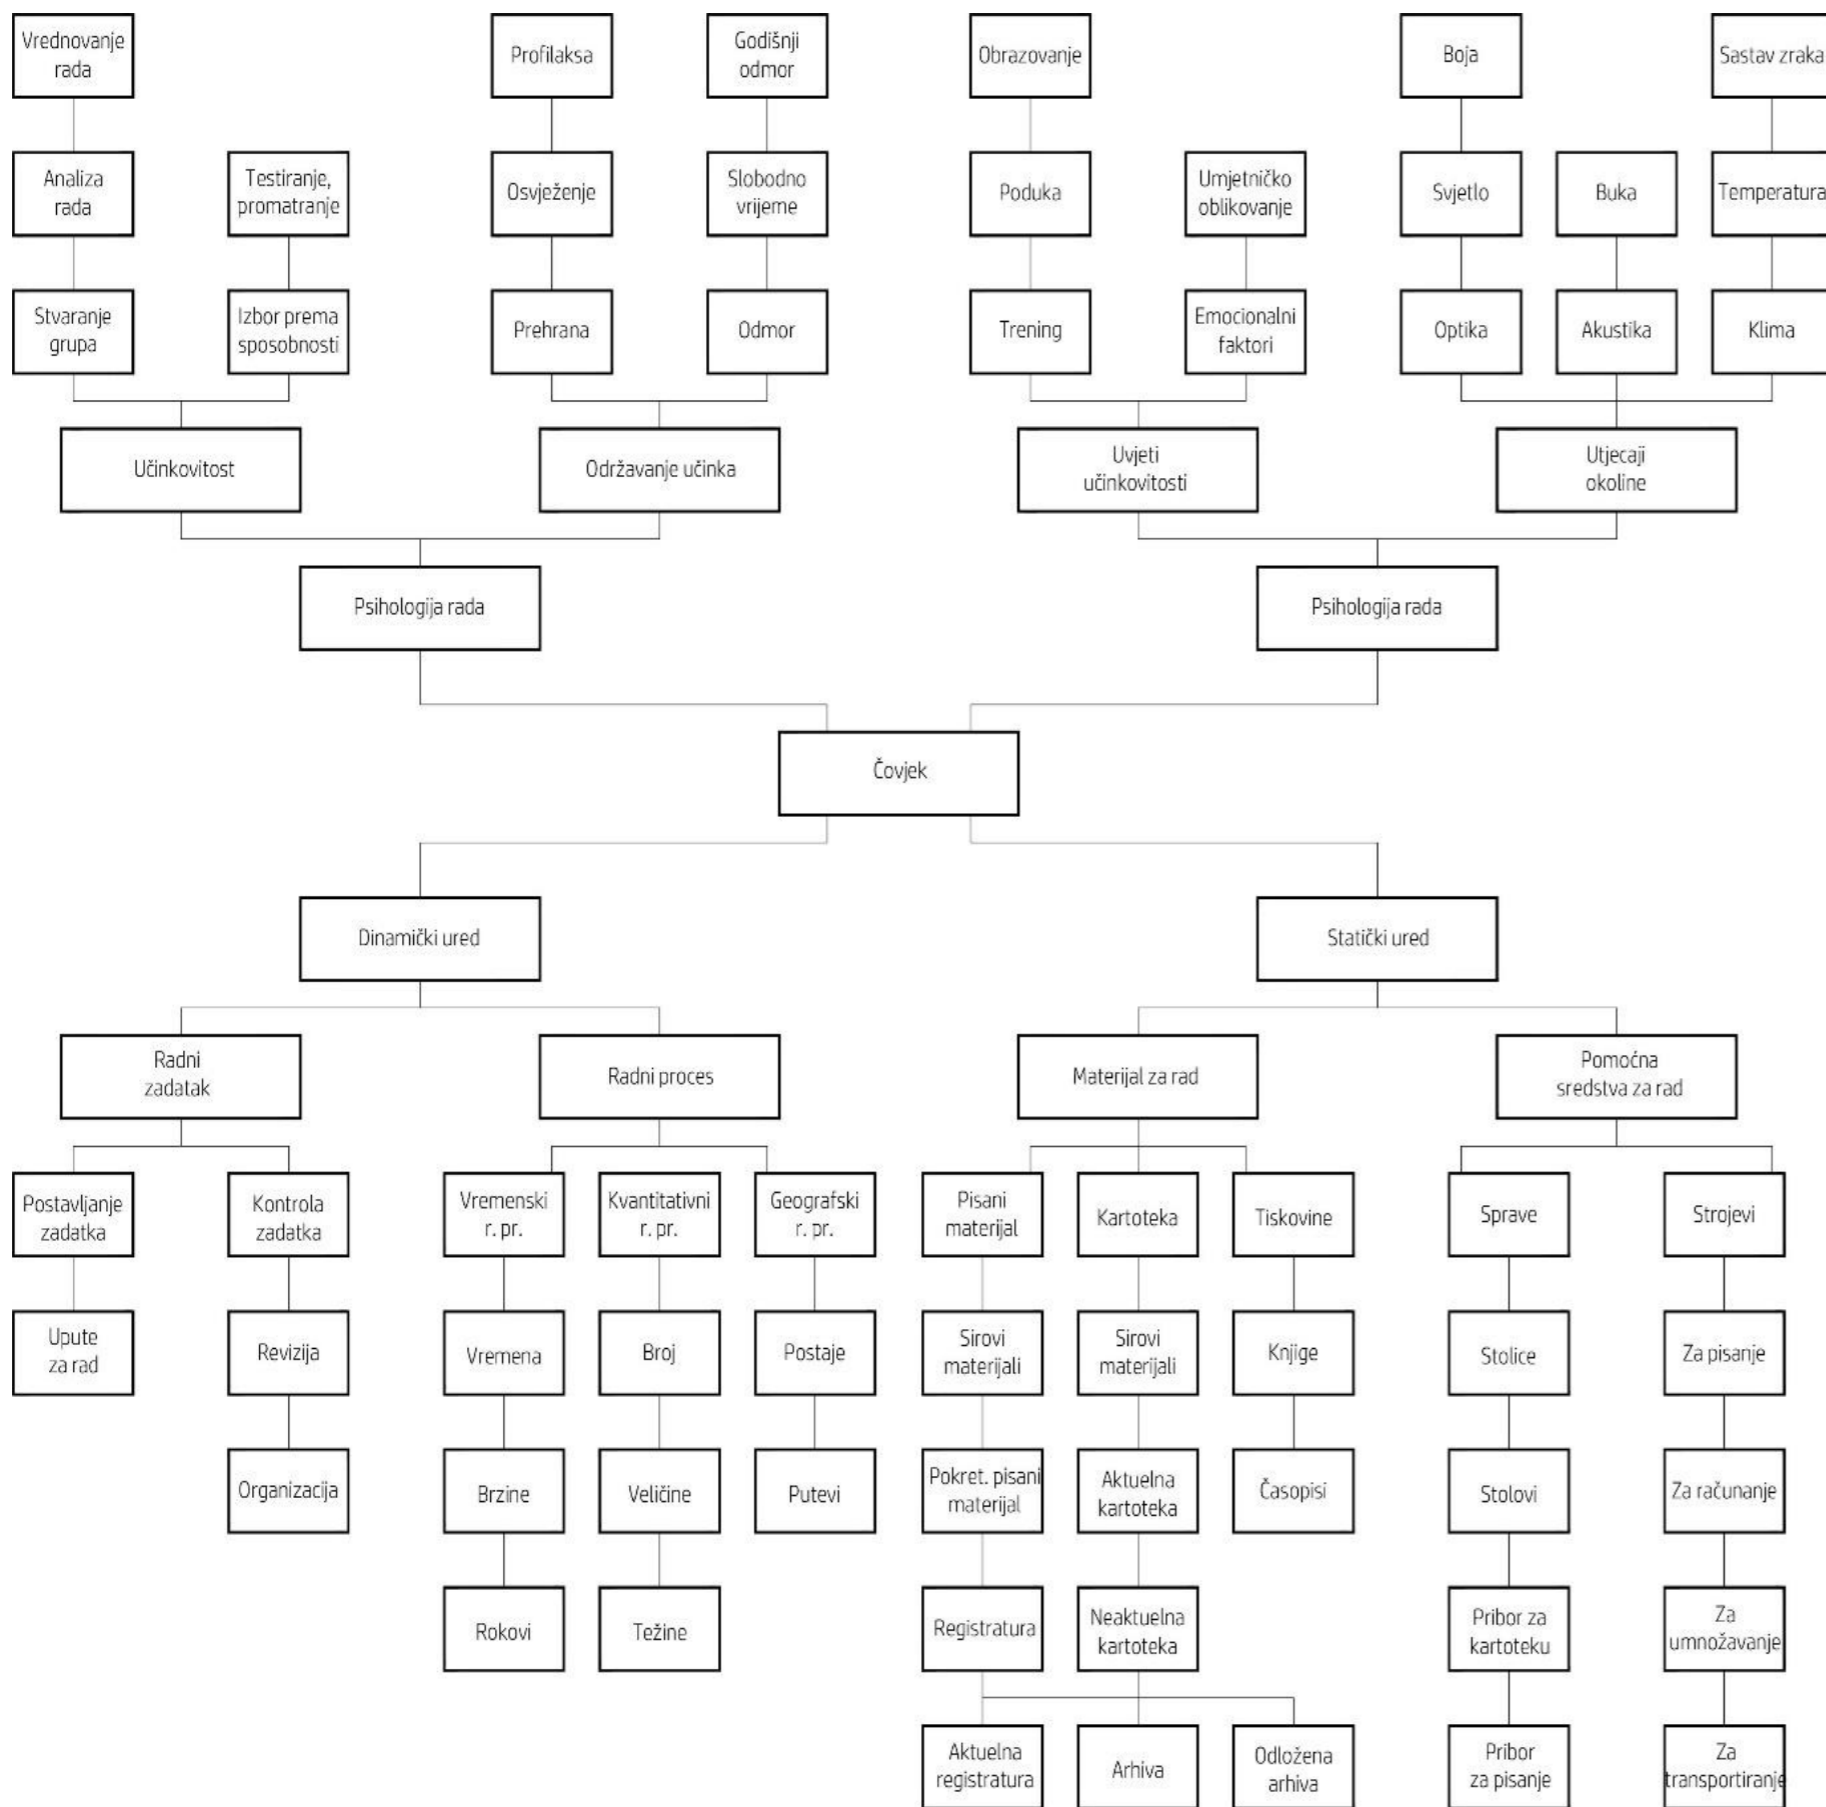 Vrednovanje
rada
Profilaksa
Godišnji
odmor
Obrazovanje
Boja
Sastav zraka
Analiza
rada
Testiranje,
promatranje
Osvježenje
Slobodno
vrijeme
Poduka
Umjetničko
oblikovanje
Svjetlo
Buka
Temperatura
Stvaranje
grupa
Izbor prema
sposobnosti
Prehrana
Odmor
Trening
Emocionalni
faktori
Optika
Akustika
Klima
Učinkovitost
Održavanje učinka
Uvjeti
učinkovitosti
Utjecaji
okoline
Psihologija rada
Psihologija rada
Čovjek
Dinamički ured
Statički ured
Radni
zadatak
Radni proces
Materijal za rad
Pomoćna
sredstva za rad
Postavljanje
zadatka
Kontrola
zadatka
Vremenski
r. pr.
Kvantitativni
r. pr.
Geografski
r. pr.
Pisani
materijal
Kartoteka
Tiskovine
Sprave
Strojevi
Upute
za rad
Revizija
Vremena
Broj
Postaje
Sirovi
materijali
Sirovi
materijali
Knjige
Stolice
Za pisanje
Organizacija
Brzine
Veličine
Putevi
Pokret. pisani
materijal
Aktuelna
kartoteka
Časopisi
Stolovi
Za računanje
Rokovi
Težine
Registratura
Neaktuelna
kartoteka
Pribor za
kartoteku
Za
umnožavanje
Aktuelna
registratura
Arhiva
Odložena
arhiva
Pribor
za pisanje
Za
transportiranje